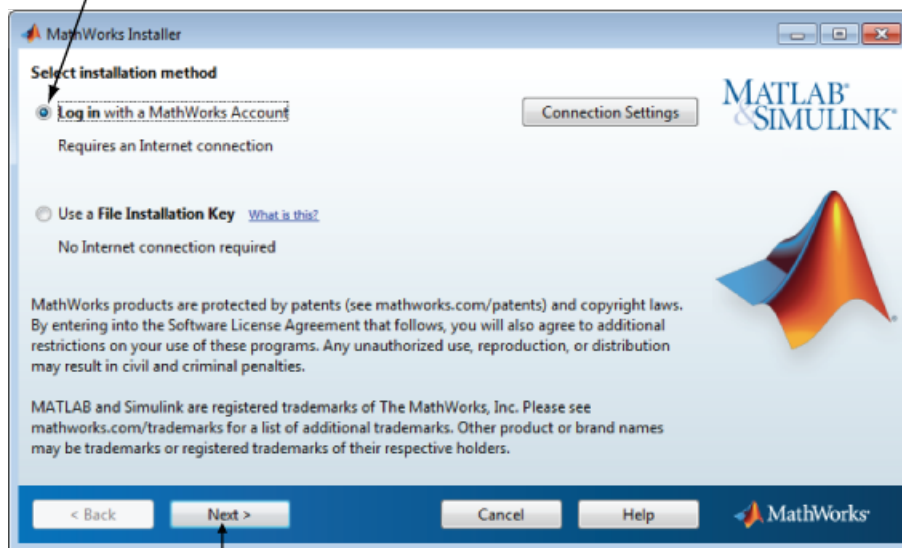 MathWorks Installer
Select installation method
Log in with a MathWorks Account
Connection Settings
MATLAB®
&SIMULINK®
Requires an Internet connection
Use a File Installation Key What is this?
No Internet connection required
MathWorks products are protected by patents (see mathworks.com/patents) and copyright laws.
By entering into the Software License Agreement that follows, you will also agree to additional
restrictions on your use of these programs. Any unauthorized use, reproduction, or distribution
may result in civil and criminal penalties.
MATLAB and Simulink are registered trademarks of The MathWorks, Inc. Please see
mathworks.com/trademarks for a list of additional trademarks. Other product or brand names
may be trademarks or registered trademarks of their respective holders.
< Back
Next >
Cancel
Help
MathWorks®